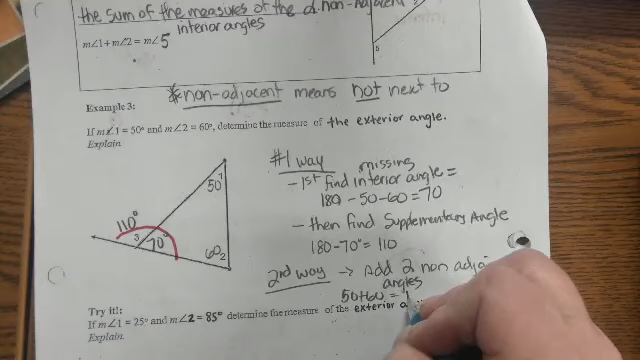 the sum of the measures of the 2 non-Adjacent
interior angles
m∠1 + m∠2 = m∠5
5
*non-adjacent means not next to
Example 3:
If m∠1 = 50° and m∠2 = 60°, determine the measure of the exterior angle.
Explain
#1 way
missing
-1st find interior angle =
180 - 50 - 60 = 70
- then find Supplementary Angle
180-70° = 110
50
1
110°
3
70°
60 2
2nd way → Add 2 non adj
angles
50+60 = 1
Try it!:
If m∠1 = 25° and m∠2 = 85° determine the measure of the exterior
Explain.